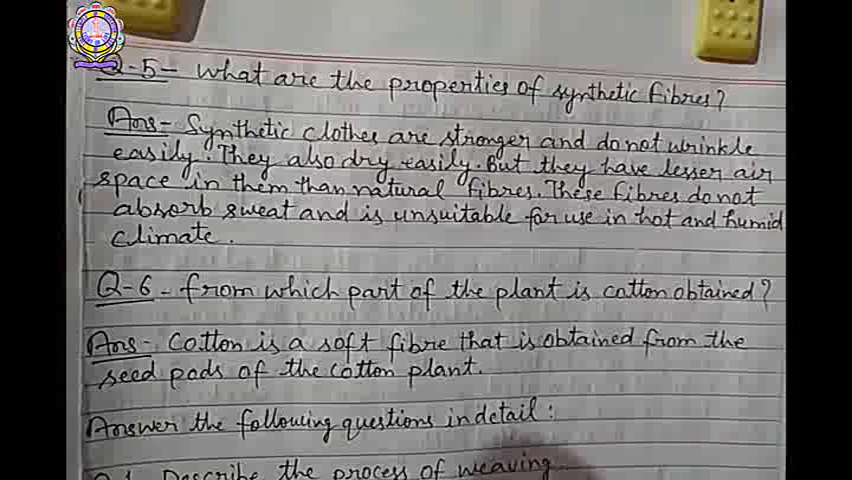 Q-5- What are the properties of synthetic fibres?
Ans- Synthetic clothes are stronger and do not wrinkle
easily. They also dry easily. But they have lesser air
space in them than natural fibres. These fibres do not
absorb sweat and is unsuitable for use in hot and humid
climate.
Q-6- from which part of the plant is cotton obtained?
Ans- Cotton is a soft fibre that is obtained from the
seed pods of the cotton plant.
Answer the following questions in detail:
Q 1 Describe the process of weaving